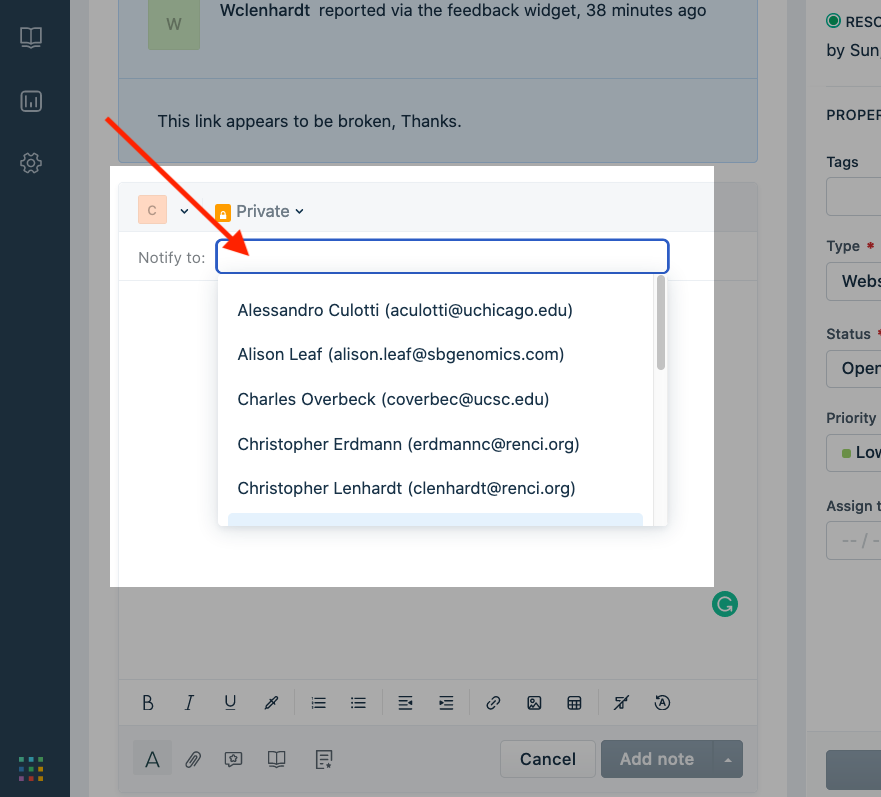 W
Wclenhardt reported via the feedback widget, 38 minutes ago
This link appears to be broken, Thanks.
C
Private
Notify to:
Alessandro Culotti (aculotti@uchicago.edu)
Alison Leaf (alison.leaf@sbgenomics.com)
Charles Overbeck (coverbec@ucsc.edu)
Christopher Erdmann (erdmannc@renci.org)
Christopher Lenhardt (clenhardt@renci.org)
B I U
A
Cancel
Add note
RESO
by Sun,
PROPER
Tags
Type *
Webs
Status *
Open
Priority
Low
Assign t
-- / -